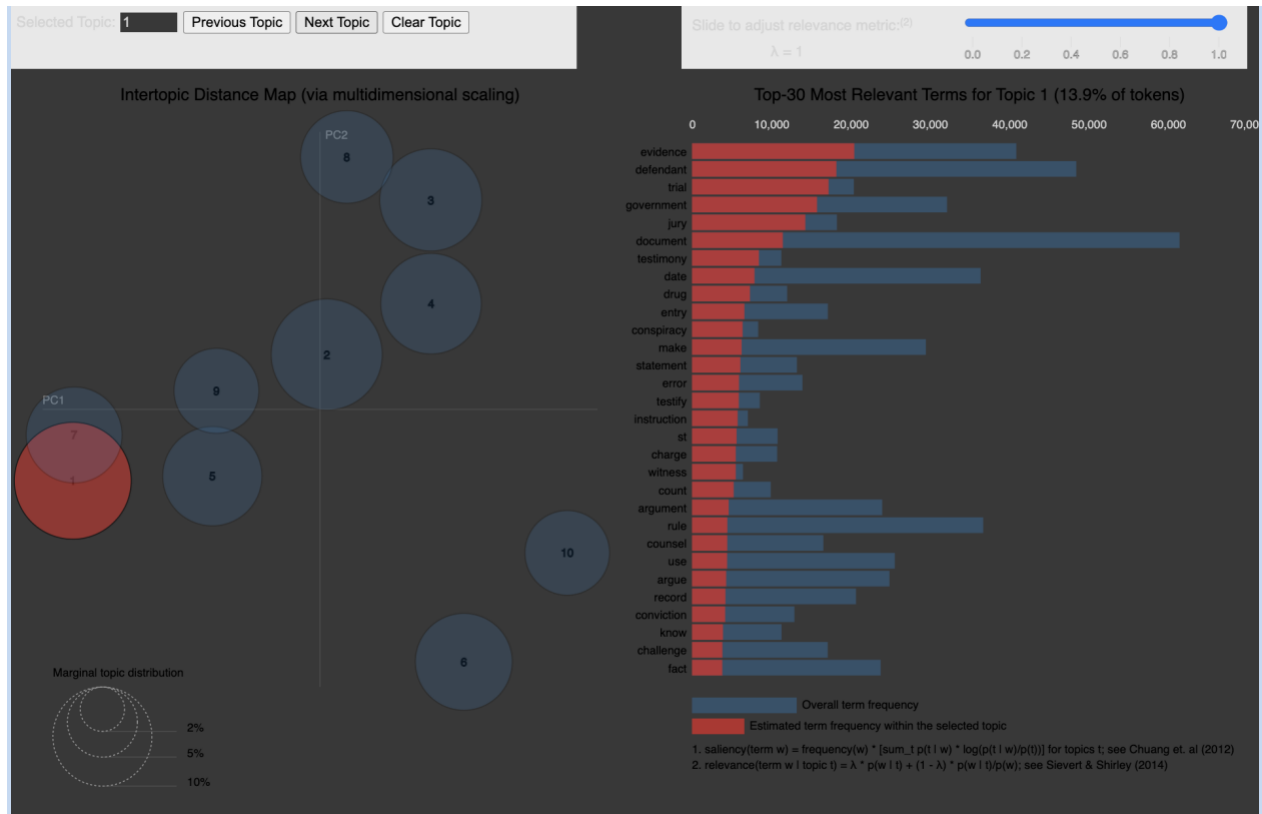 Selected Topic: 1 Previous Topic Next Topic Clear Topic
Slide to adjust relevance metric:(2)
λ = 1
0.0 0.2 0.4 0.6 0.8 1.0
Intertopic Distance Map (via multidimensional scaling)
PC2
8
3
4
2
9
PC1
7
1
5
10
6
Marginal topic distribution
2%
5%
10%
Top-30 Most Relevant Terms for Topic 1 (13.9% of tokens)
0 10,000 20,000 30,000 40,000 50,000 60,000 70,00
evidence
defendant
trial
government
jury
document
testimony
date
drug
entry
conspiracy
make
statement
error
testify
instruction
st
charge
witness
count
argument
rule
counsel
use
argue
record
conviction
know
challenge
fact
Overall term frequency
Estimated term frequency within the selected topic
1. saliency(term w) = frequency(w) * [sum_t p(t | w) * log(p(t | w)/p(t))] for topics t; see Chuang et. al (2012)
2. relevance(term w | topic t) = λ * p(w | t) + (1 - λ) * p(w | t)/p(w); see Sievert & Shirley (2014)